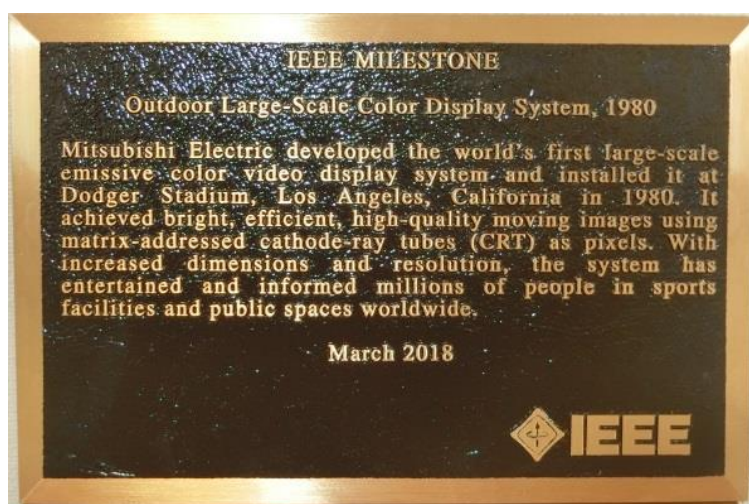 IEEE MILESTONE
Outdoor Large-Scale Color Display System, 1980
Mitsubishi Electric developed the world's first large-scale
emissive color video display system and installed it at
Dodger Stadium, Los Angeles, California in 1980. It
achieved bright, efficient, high-quality moving images using
matrix-addressed cathode-ray tubes (CRT) as pixels. With
increased dimensions and resolution, the system has
entertained and informed millions of people in sports
facilities and public spaces worldwide.
March 2018
IEEE